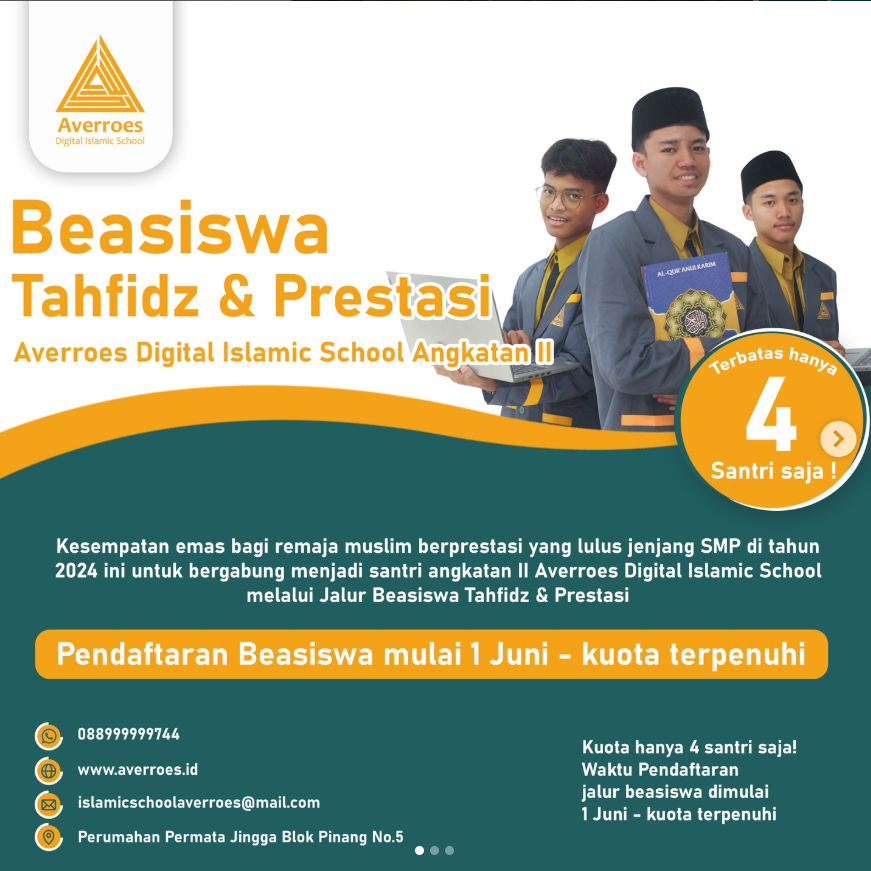 Averroes
Digital Islamic School
Beasiswa
Tahfidz & Prestasi
Averroes Digital Islamic School Angkatan II
AL-QUR'ANUL KARIM
Terbatas hanya
4
Santri saja !
Kesempatan emas bagi remaja muslim berprestasi yang lulus jenjang SMP di tahun
2024 ini untuk bergabung menjadi santri angkatan II Averroes Digital Islamic School
melalui Jalur Beasiswa Tahfidz & Prestasi
Pendaftaran Beasiswa mulai 1 Juni - kuota terpenuhi
088999999744
www.averroes.id
islamicschoolaverroes@mail.com
Perumahan Permata Jingga Blok Pinang No.5
Kuota hanya 4 santri saja!
Waktu Pendaftaran
jalur beasiswa dimulai
1 Juni - kuota terpenuhi